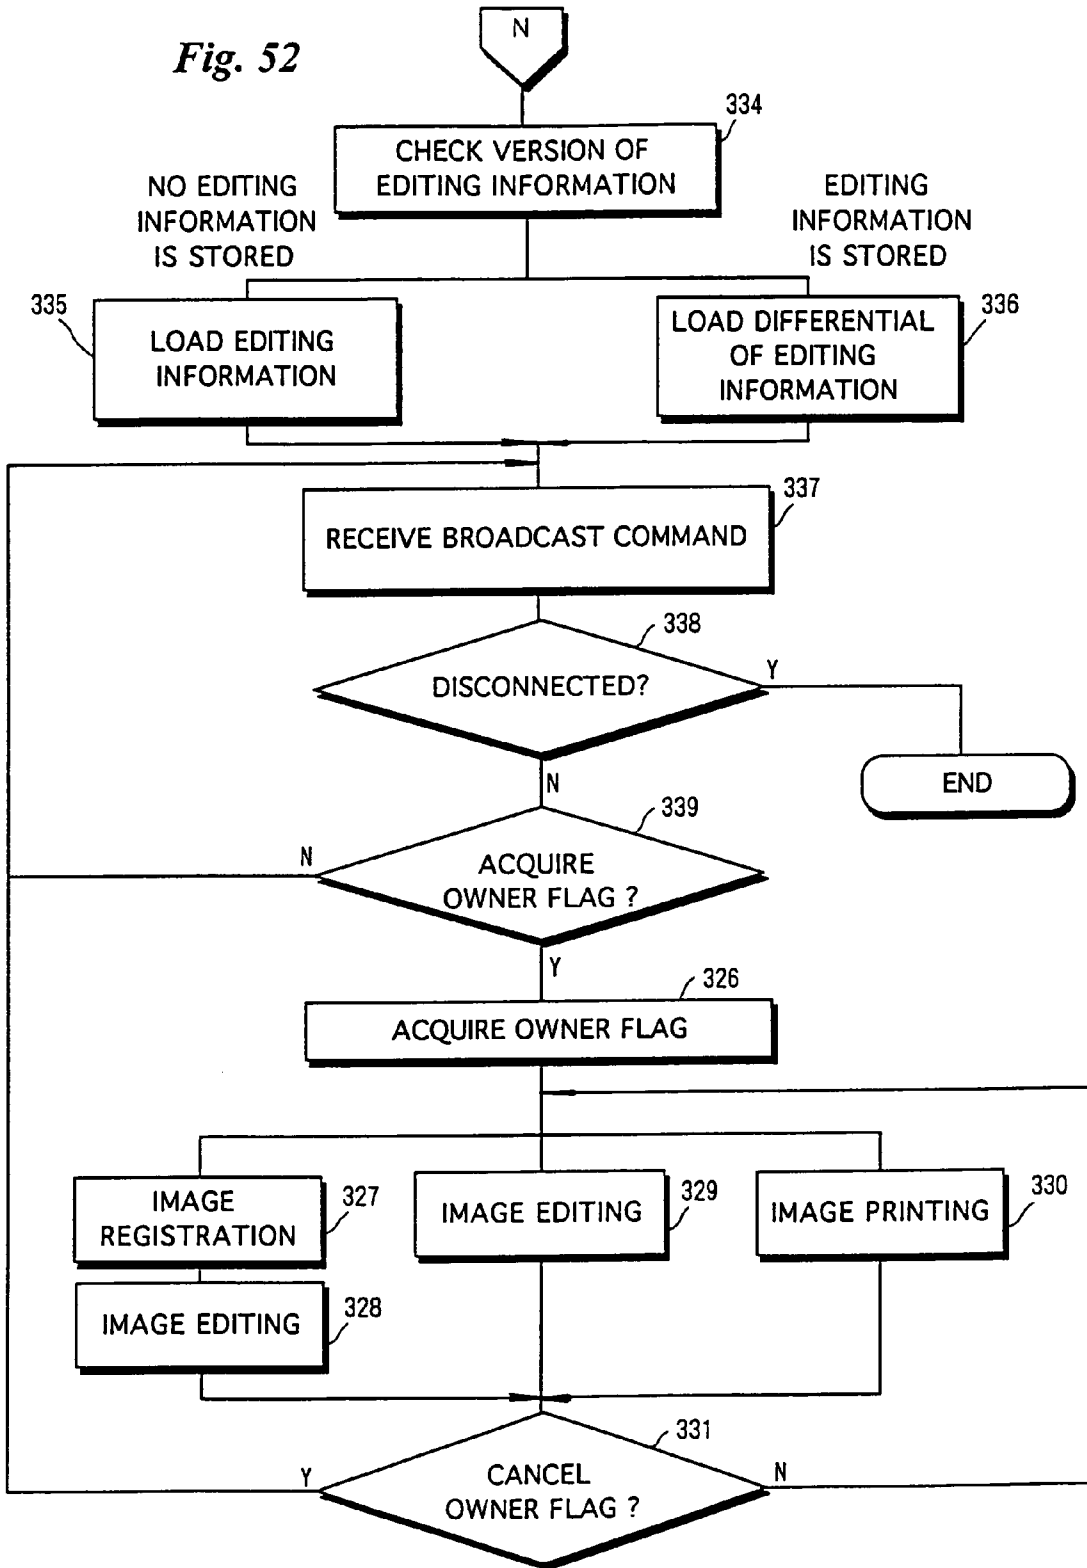 Fig. 52
N
334
CHECK VERSION OF
EDITING INFORMATION
NO EDITING
INFORMATION
IS STORED
EDITING
INFORMATION
IS STORED
335
LOAD EDITING
INFORMATION
LOAD DIFFERENTIAL
OF EDITING
INFORMATION
336
337
RECEIVE BROADCAST COMMAND
338
DISCONNECTED?
Y
N
END
339
N
ACQUIRE
OWNER FLAG ?
Y
326
ACQUIRE OWNER FLAG
IMAGE
REGISTRATION
327
IMAGE EDITING
329
IMAGE PRINTING
330
IMAGE EDITING
328
331
Y
CANCEL
OWNER FLAG ?
N